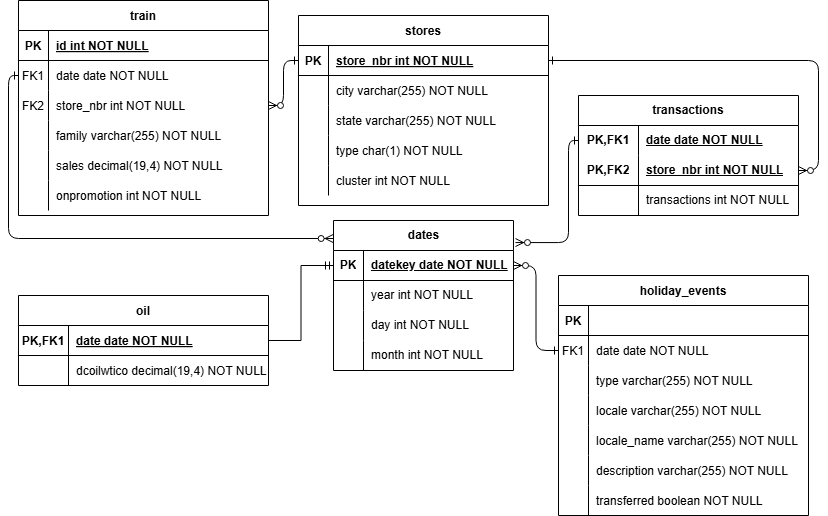 train
PK id int NOT NULL
FK1 date date NOT NULL
FK2 store_nbr int NOT NULL
family varchar(255) NOT NULL
sales decimal(19,4) NOT NULL
onpromotion int NOT NULL
stores
PK store_nbr int NOT NULL
city varchar(255) NOT NULL
state varchar(255) NOT NULL
type char(1) NOT NULL
cluster int NOT NULL
transactions
PK,FK1 date date NOT NULL
PK,FK2 store_nbr int NOT NULL
transactions int NOT NULL
dates
PK datekey date NOT NULL
year int NOT NULL
day int NOT NULL
month int NOT NULL
oil
PK,FK1 date date NOT NULL
dcoilwtico decimal(19,4) NOT NULL
holiday_events
PK
FK1 date date NOT NULL
type varchar(255) NOT NULL
locale varchar(255) NOT NULL
locale_name varchar(255) NOT NULL
description varchar(255) NOT NULL
transferred boolean NOT NULL